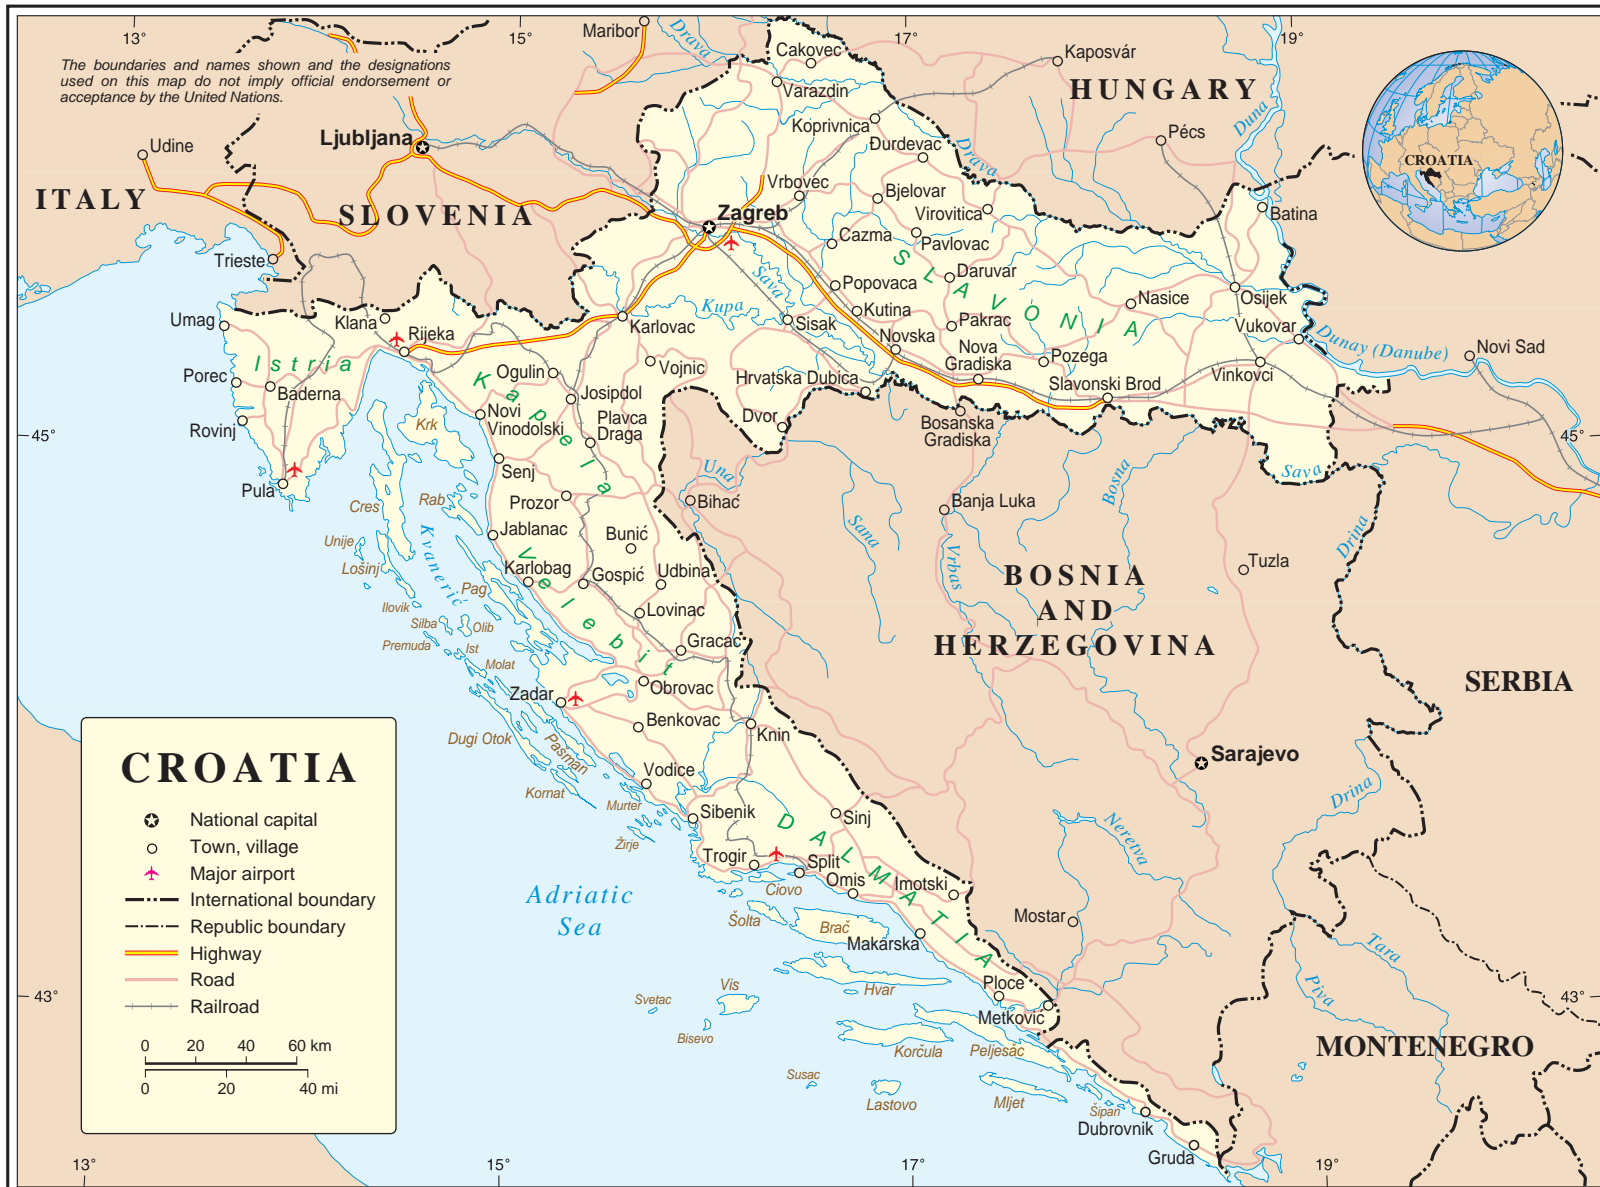 13°
15°
17°
19°
The boundaries and names shown and the designations
used on this map do not imply official endorsement or
acceptance by the United Nations.
Maribor
Drava
Cakovec
Varazdin
Kaposvár
HUNGARY
Duna
Koprivnica
Ðurdevac
Drava
Pécs
Udine
Ljubljana
ITALY
SLOVENIA
CROATIA
Vrbovec
Bjelovar
Virovitica
Zagreb
Batina
Cazma
Pavlovac
Trieste
Sava
Popovaca
Daruvar
SLAVONIA
Nasice
Osijek
Umag
Klana
Rijeka
Karlovac
Kupa
Sisak
Kutina
Pakrac
Vukovar
Novska
Dunav (Danube)
Novi Sad
Istria
Porec
Baderna
Ogulin
Vojnic
Nova
Gradiska
Pozega
Vinkovci
Hrvatska Dubica
Slavonski Brod
Kapela
Josipdol
Rovinj
Krk
Novi
Vinodolski
Plavca
Draga
Dvor
Bosanska
Gradiska
45°
45°
Senj
Una
Bosna
Sava
Pula
Cres
Rab
Prozor
Bihać
Banja Luka
Drina
Unije
Kvanerić
Jablanac
Bunić
Sana
Vrbas
Lošinj
Karlobag
Gospić
Udbina
Tuzla
BOSNIA
AND
HERZEGOVINA
Velebit
Pag
Ilovik
Silba
Olib
Lovinac
Premuda
Ist
Molat
Gracac
Zadar
Obrovac
SERBIA
Dugi Otok
Pašman
Benkovac
Knin
Sarajevo
Kornat
Vodice
Murter
Žirje
Sibenik
Sinj
DALMATIA
Drina
Neretva
Trogir
Split
Ciovo
Omis
Imotski
Adriatic
Sea
Šolta
Brač
Makarska
Mostar
Tara
Piva
Vis
Svetac
Hvar
Ploce
Metković
43°
43°
Bisevo
Korčula
Peljesac
MONTENEGRO
Susac
Lastovo
Mljet
Šipan
Dubrovnik
Gruda
CROATIA
National capital
Town, village
Major airport
International boundary
Republic boundary
Highway
Road
Railroad
0 20 40 60 km
0 20 40 mi
13°
15°
17°
19°